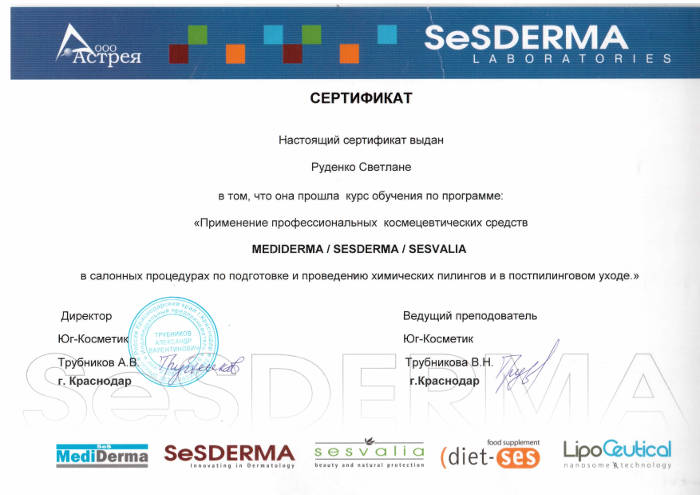 ООО
Астрея
SeSDERMA
LABORATORIES
СЕРТИФИКАТ
Настоящий сертификат выдан
Руденко Светлане
в том, что она прошла курс обучения по программе:
«Применение профессиональных космецевтических средств
MEDIDERMA / SESDERMA / SESVALIA
в салонных процедурах по подготовке и проведению химических пилингов и в постпилинговом уходе.»
Директор
Ведущий преподаватель
Юг-Косметик
Юг-Косметик
Трубников А.В.
Трубникова В.Н.
г. Краснодар
г.Краснодар
ТРУБНИКОВ
АЛЕКСАНДР
ВАЛЕНТИНОВИЧ
SeSDERMA
SeS
MediDerma
SeSDERMA
Innovating in Dermatology
sesvalia
beauty and natural protection
food supplement
(diet-ses
LipoCeutical
nanosome technology